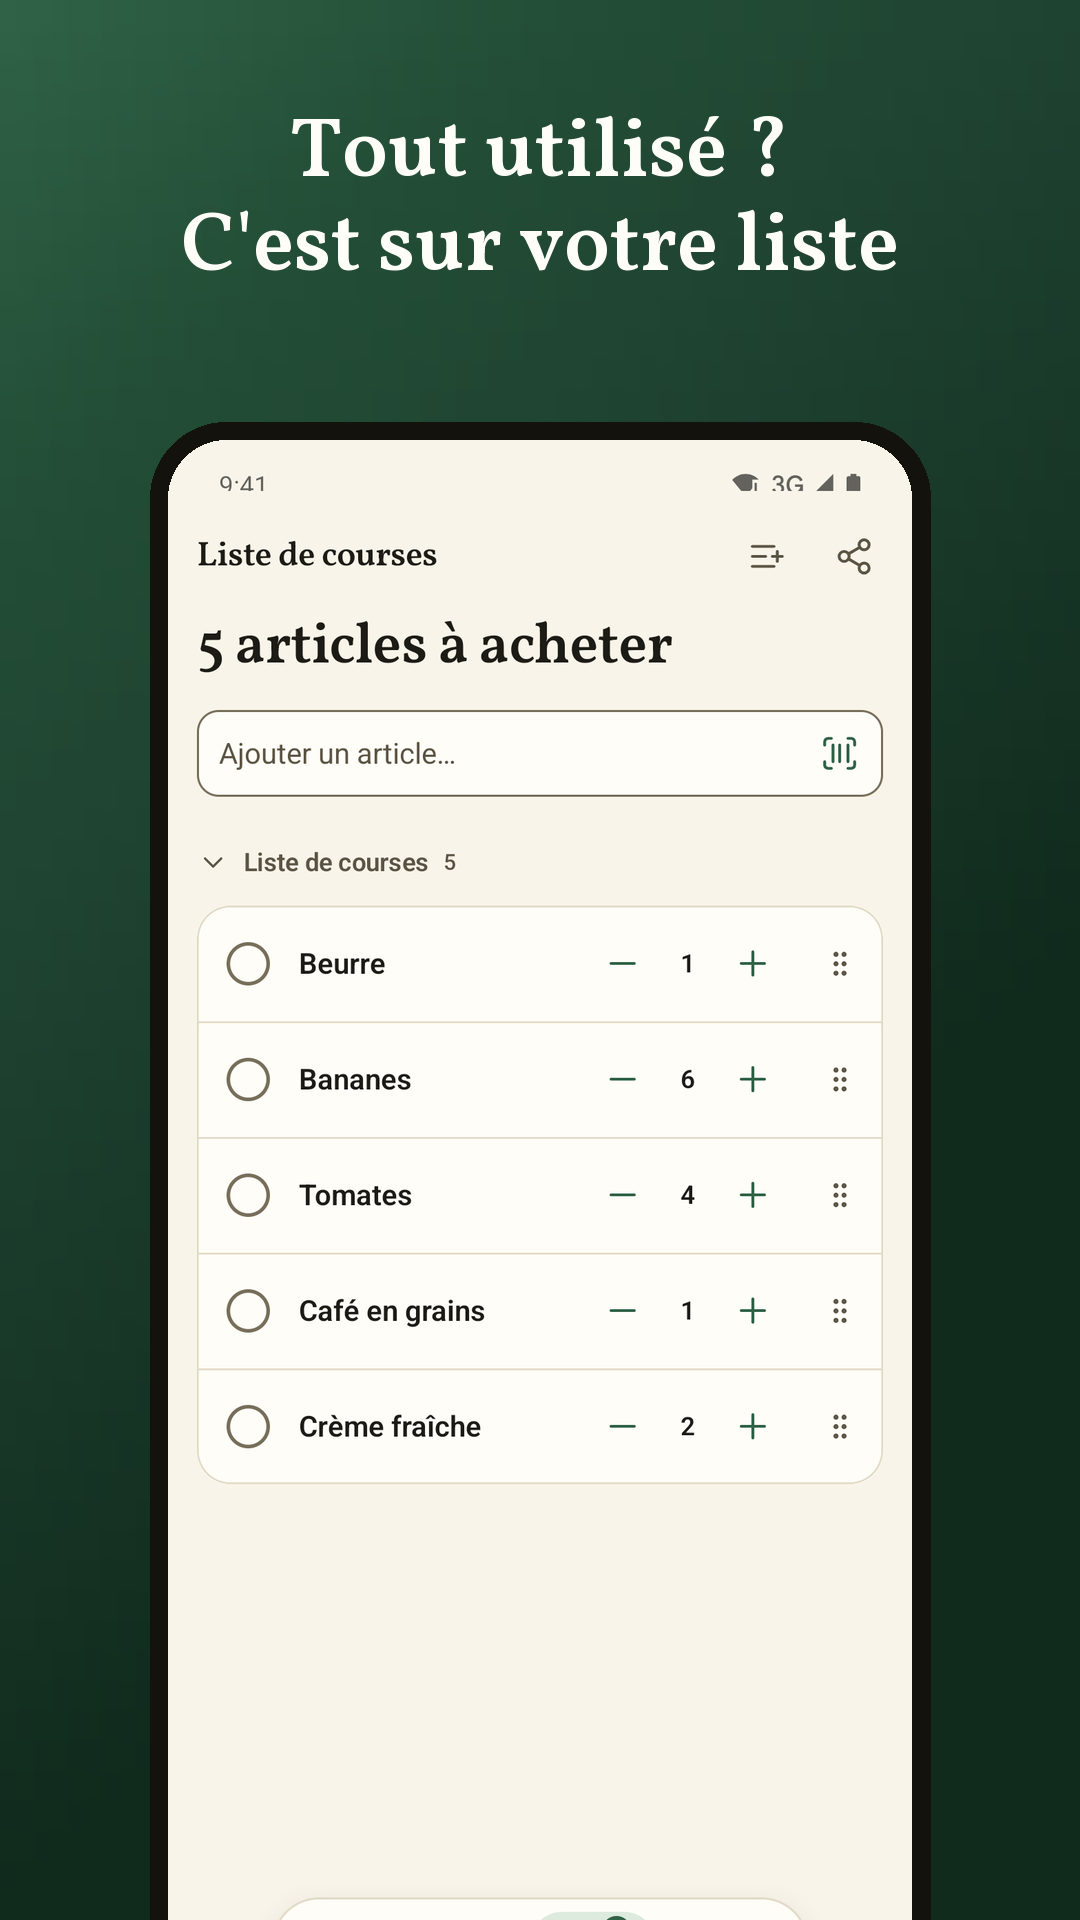 Tout utilisé ?
C'est sur votre liste
9:41
3G
Liste de courses
5 articles à acheter
Ajouter un article…
Liste de courses 5
Beurre 1
Bananes 6
Tomates 4
Café en grains 1
Crème fraîche 2